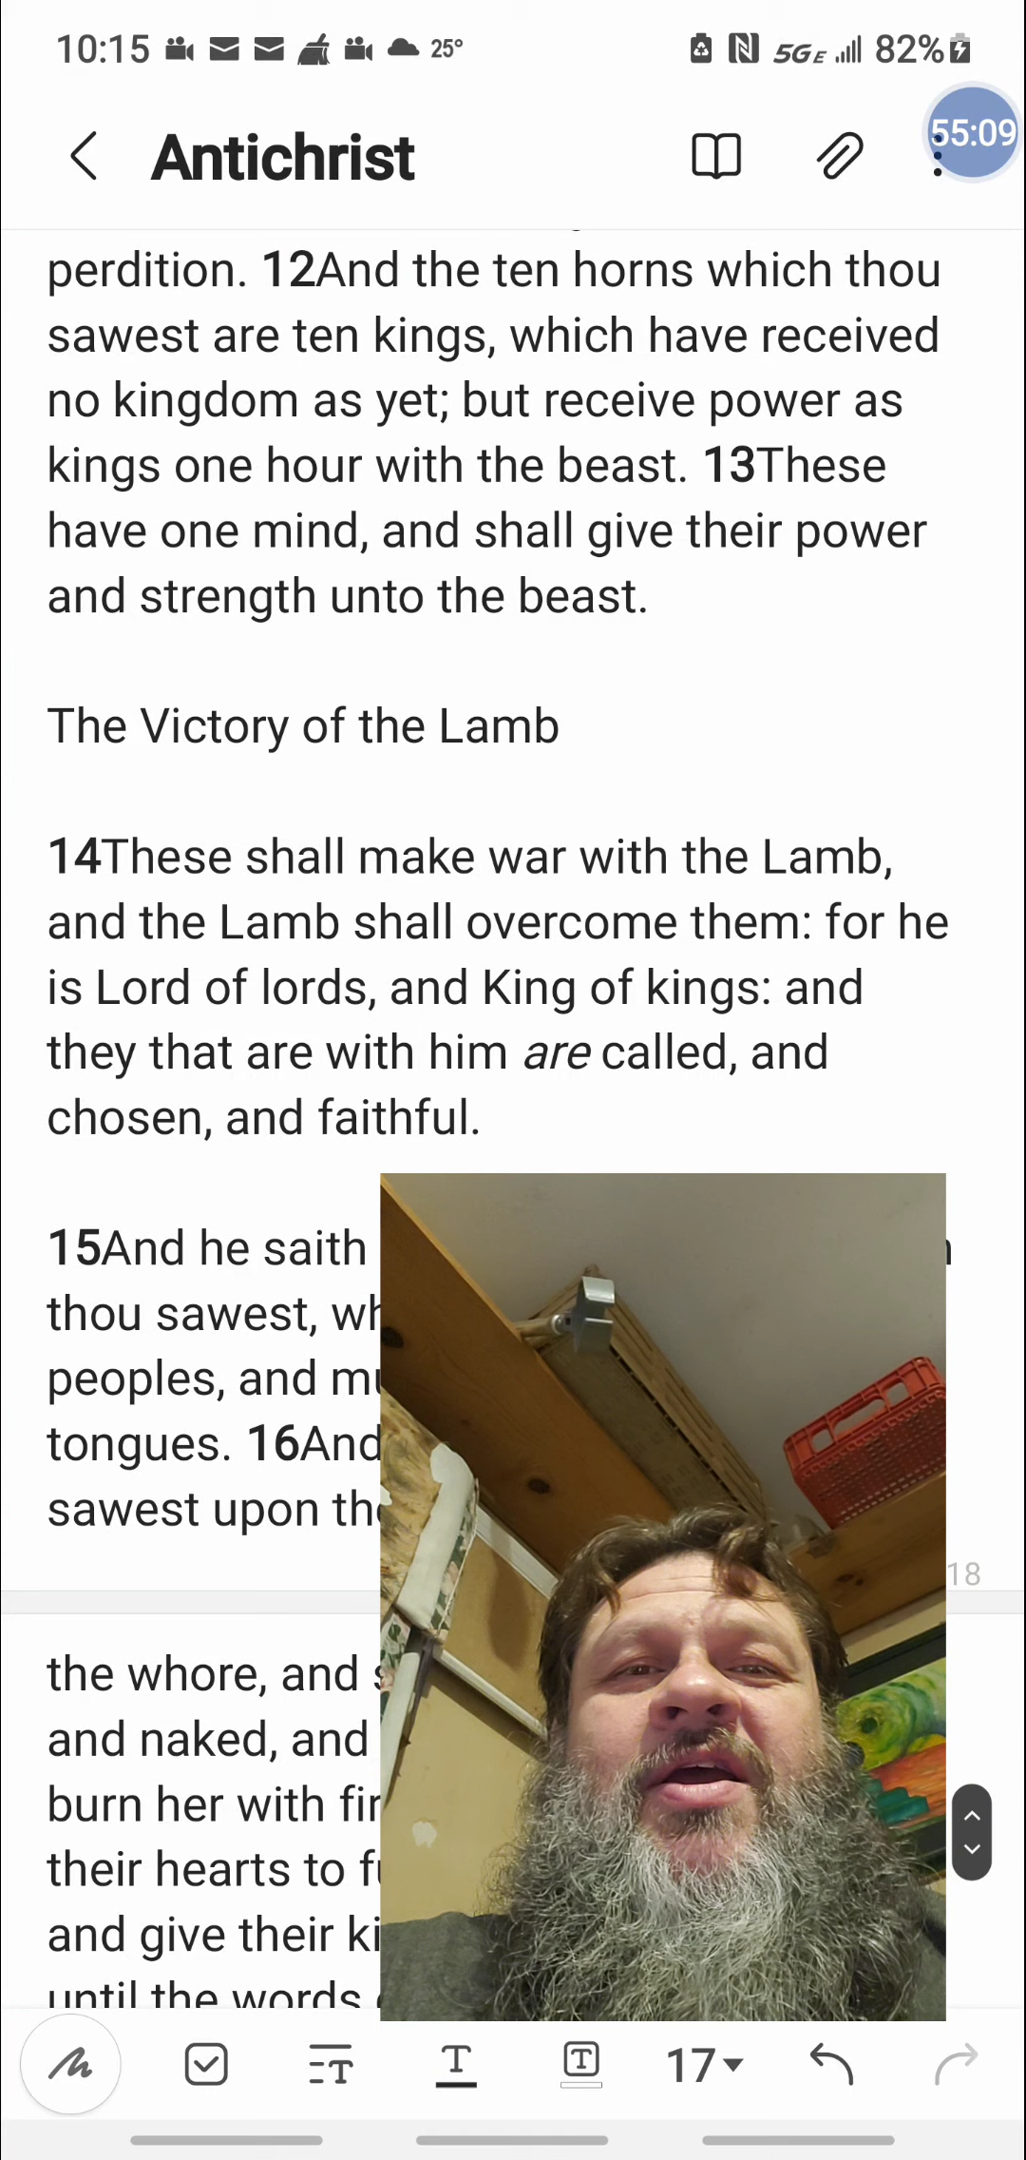 10:15 25° 5GE 82%
55:09
Antichrist
perdition. 12And the ten horns which thou
sawest are ten kings, which have received
no kingdom as yet; but receive power as
kings one hour with the beast. 13These
have one mind, and shall give their power
and strength unto the beast.
The Victory of the Lamb
14These shall make war with the Lamb,
and the Lamb shall overcome them: for he
is Lord of lords, and King of kings: and
they that are with him are called, and
chosen, and faithful.
15And he saith
thou sawest,
peoples, and
tongues. 16And
sawest upon
18
the whore, and
and naked, and
burn her with
their hearts to
and give their
until the words
17